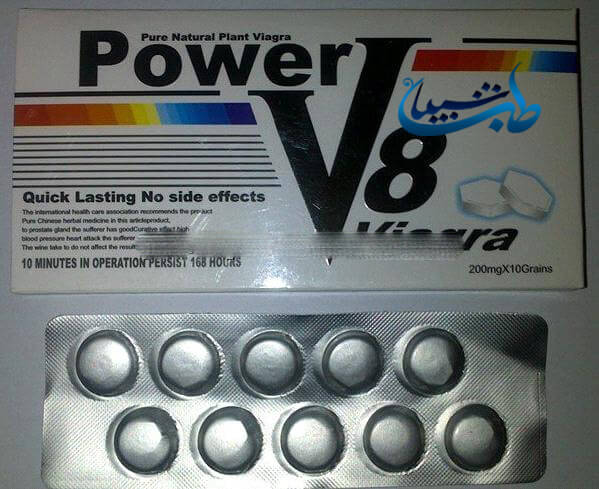 Pure Natural Plant Viagra
Power
V8
طب شیپا
Quick Lasting No side effects
The international health care association recommends the product
Pure Chinese herbal medicine in this articleproduct,
to prostate gland the sufferer has goodCurative effect.high
blood pressure heart attack the sufferer
The wine take to do not affect the result
Viagra
10 MINUTES IN OPERATION PERSIST 168 HOURS
200mgX10Grains